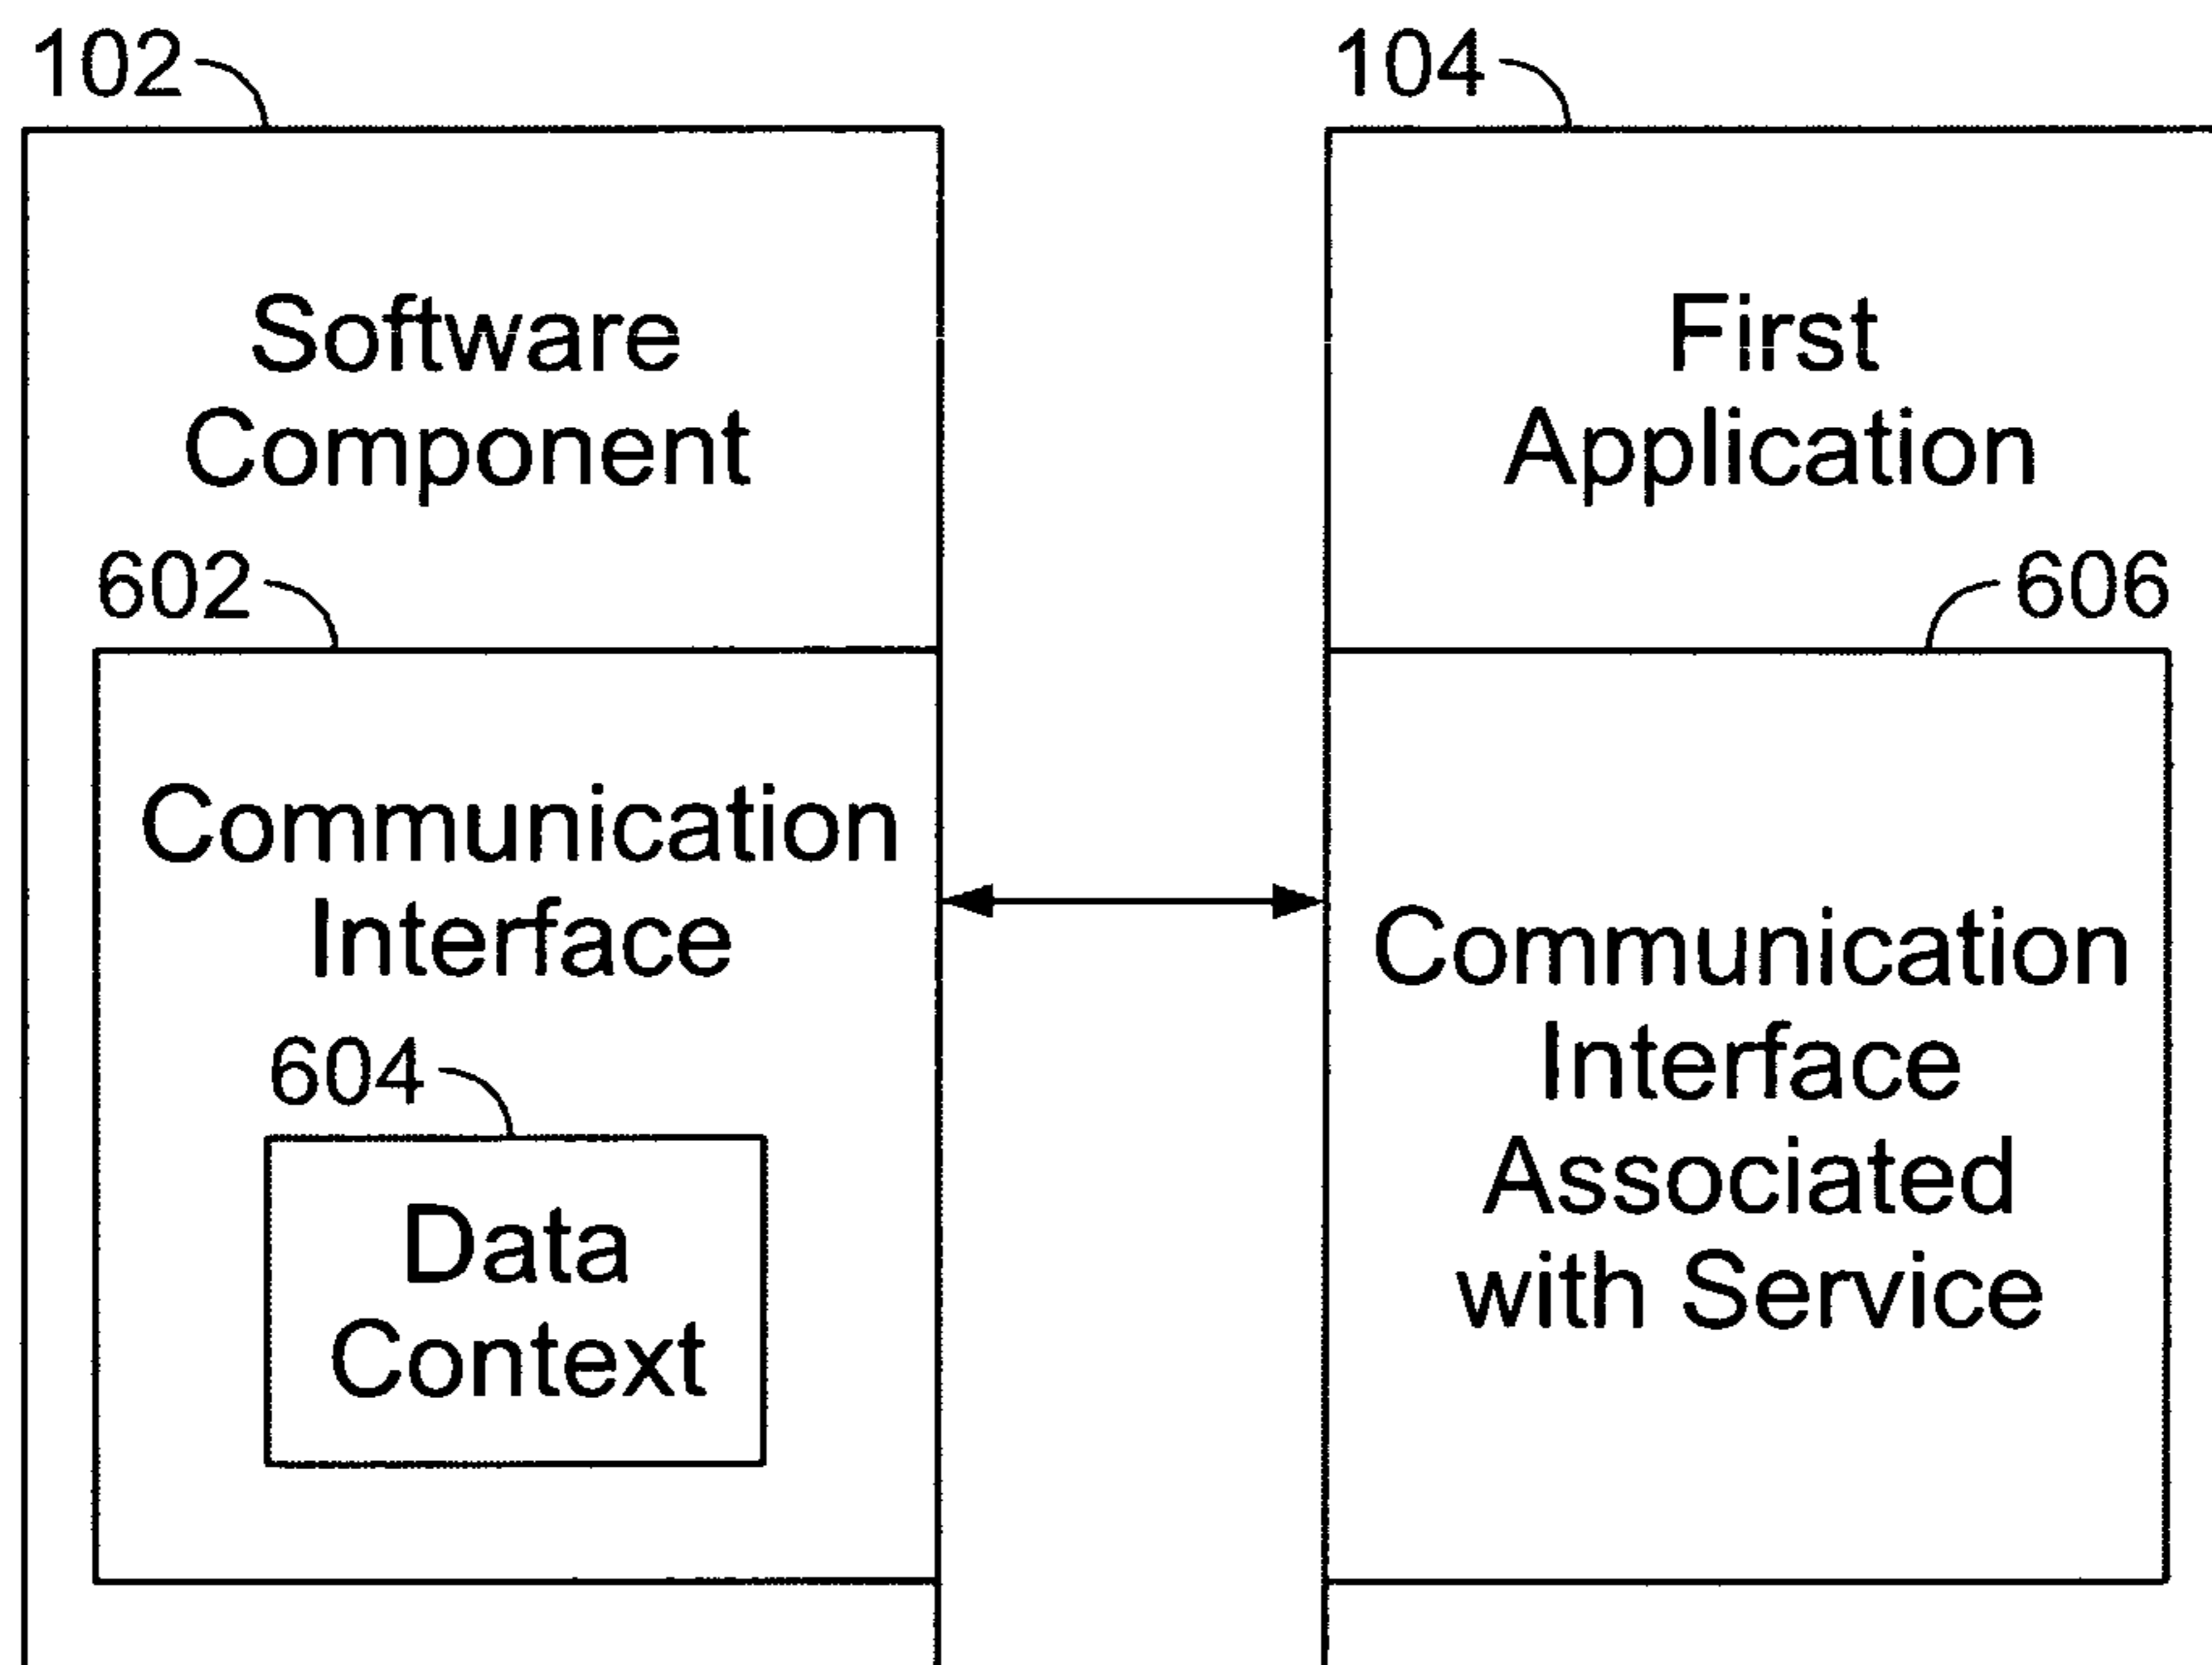 102
Software
Component
602
Communication
Interface
604
Data
Context
104
First
Application
606
Communication
Interface
Associated
with Service